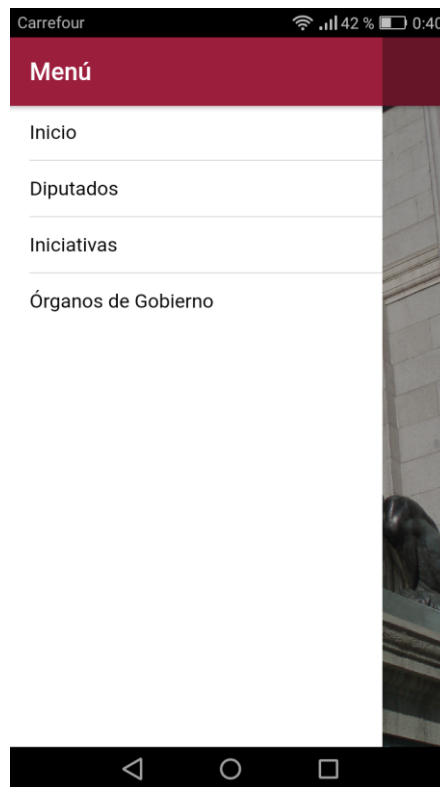 Carrefour 42 % 0:40
Menú
Inicio
Diputados
Iniciativas
Órganos de Gobierno